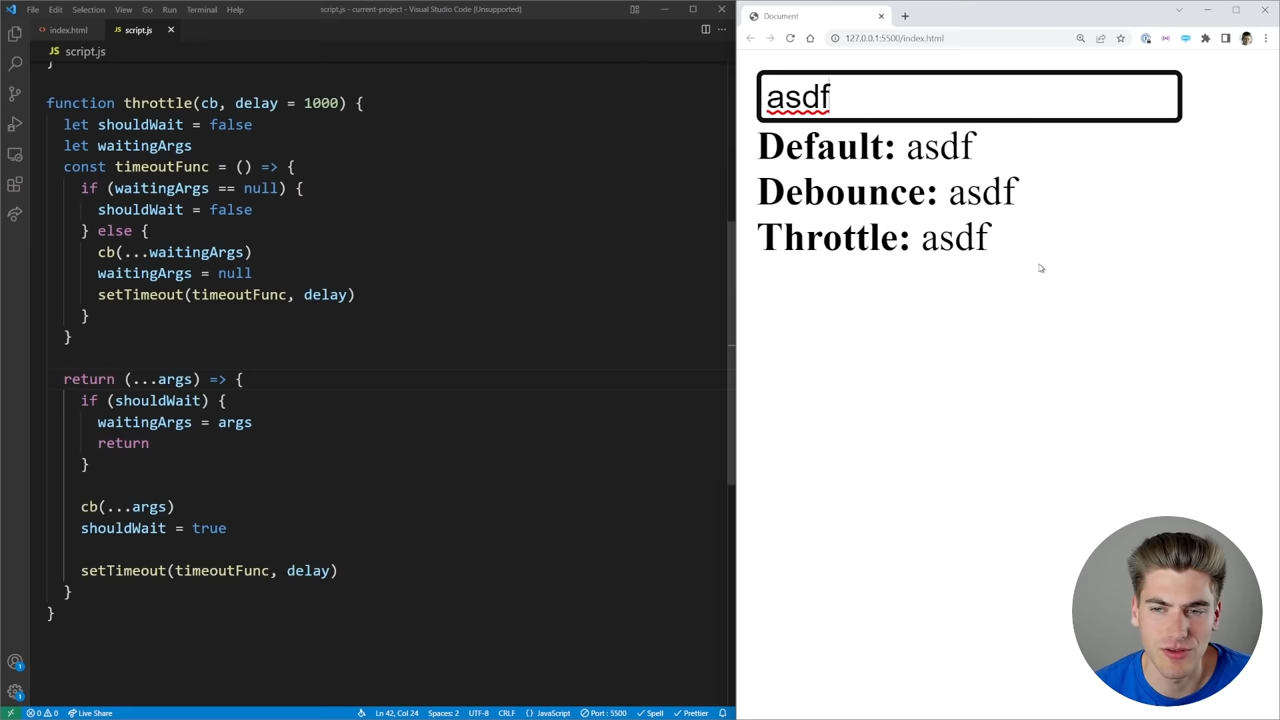 File Edit Selection View Go Run Terminal Help
script.js - current-project - Visual Studio Code [Unsupported]
index.html
JS script.js
JS script.js
}
function throttle(cb, delay = 1000) {
let shouldWait = false
let waitingArgs
const timeoutFunc = () => {
if (waitingArgs == null) {
shouldWait = false
} else {
cb(...waitingArgs)
waitingArgs = null
setTimeout(timeoutFunc, delay)
}
}
return (...args) => {
if (shouldWait) {
waitingArgs = args
return
}
cb(...args)
shouldWait = true
setTimeout(timeoutFunc, delay)
}
}
0 0 Live Share
Ln 42, Col 24 Spaces: 2 UTF-8 CRLF {} JavaScript Port : 5500 Spell Prettier
Document
127.0.0.1:5500/index.html
asdf
Default: asdf
Debounce: asdf
Throttle: asdf